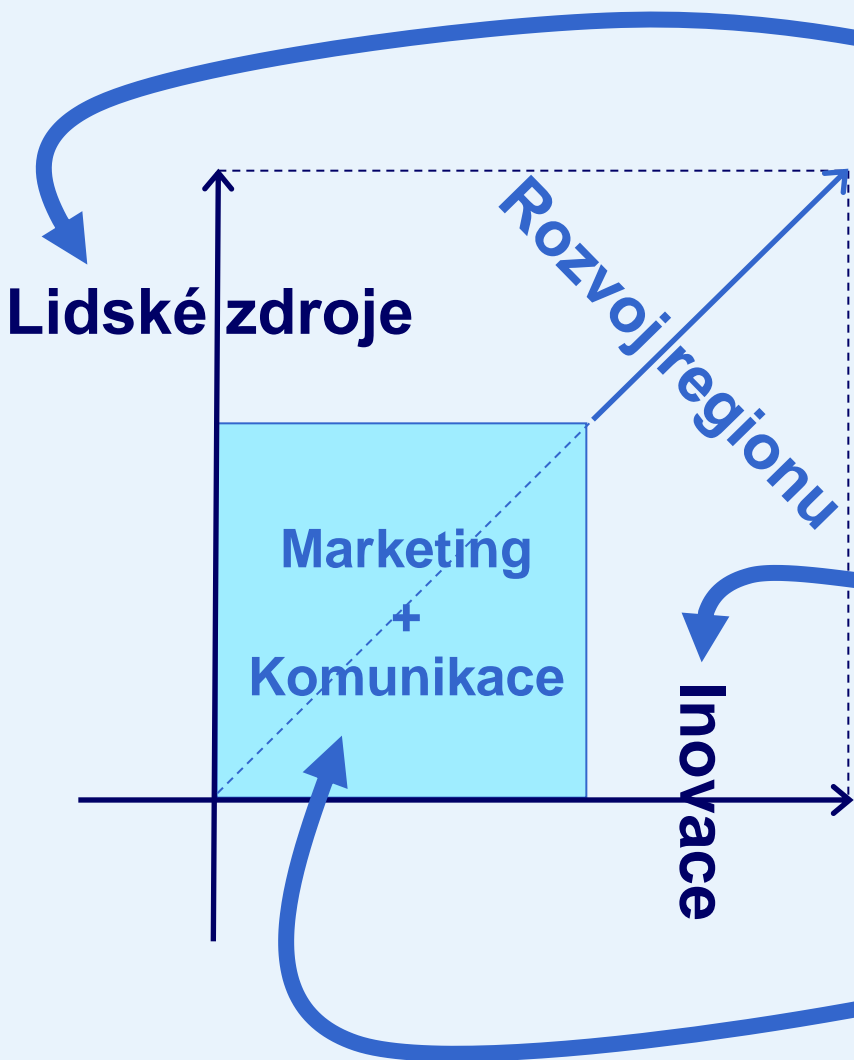 Rozvoj regionu
Lidské zdroje
Marketing
+
Komunikace
Inovace